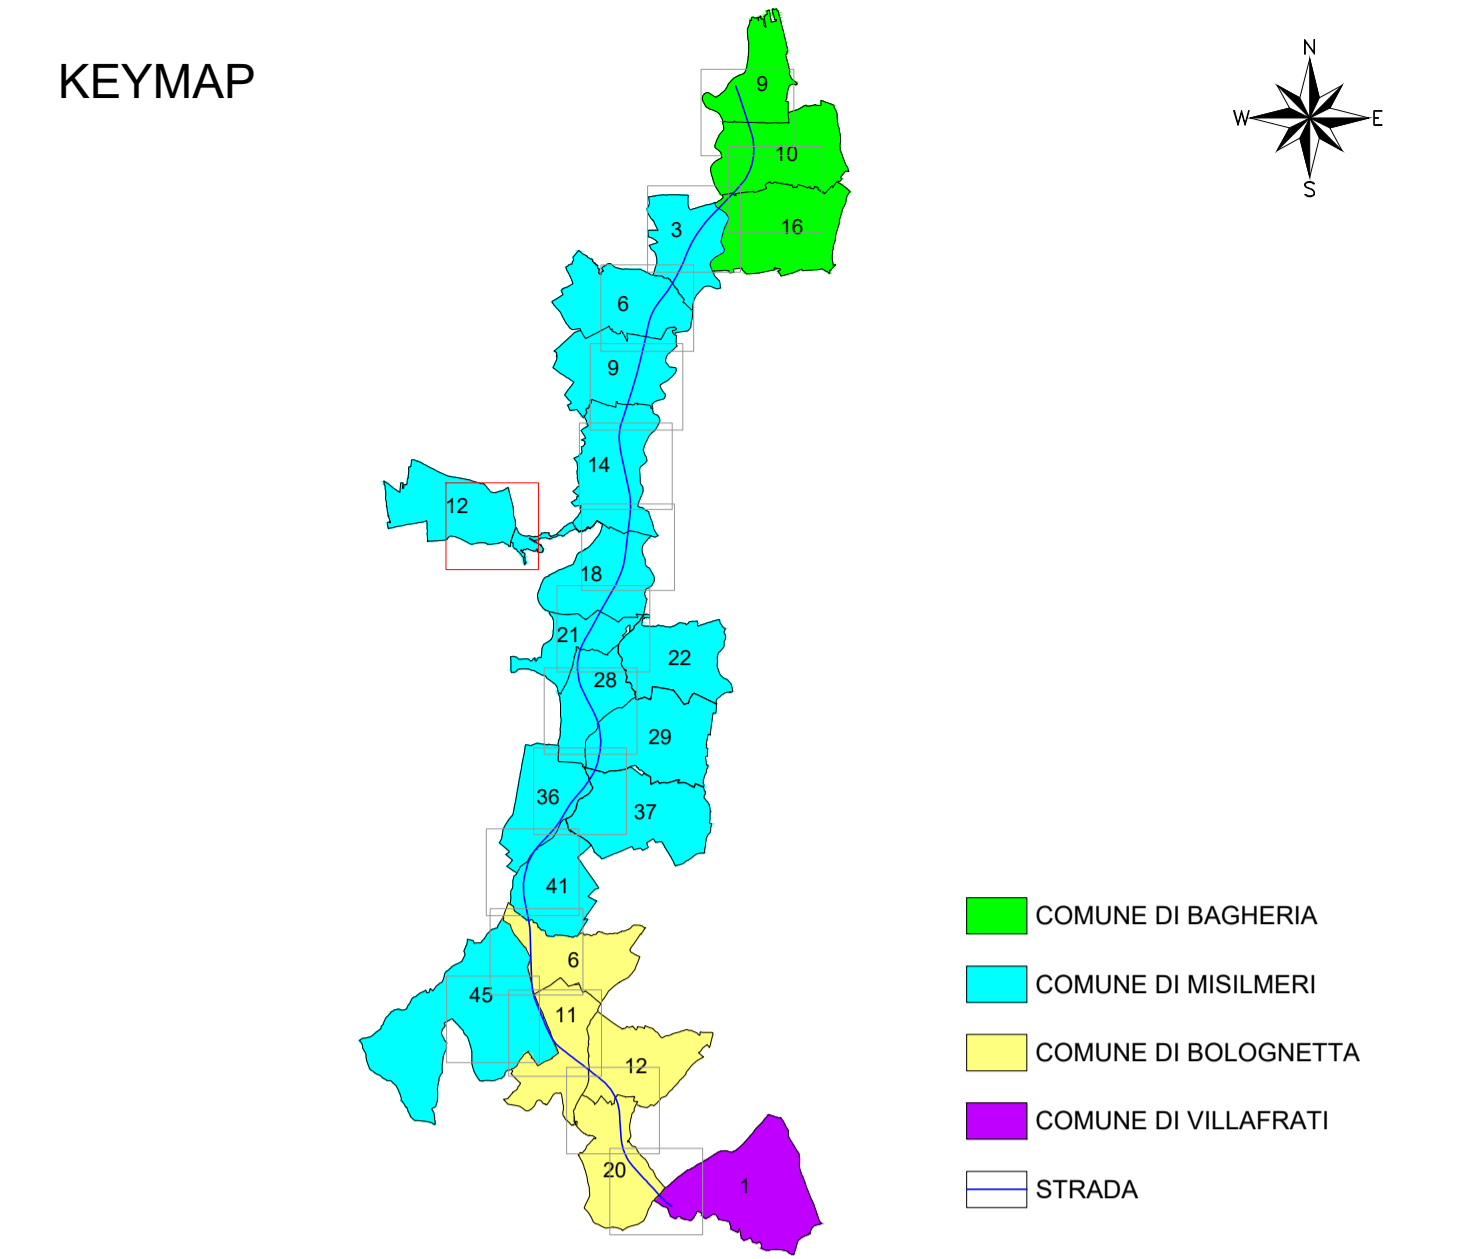 KEYMAP
N
W E
S
9
10
16
3
6
9
14
12
18
21
22
28
29
36
37
41
6
45
11
12
20
1
COMUNE DI BAGHERIA
COMUNE DI MISILMERI
COMUNE DI BOLOGNETTA
COMUNE DI VILLAFRATI
STRADA